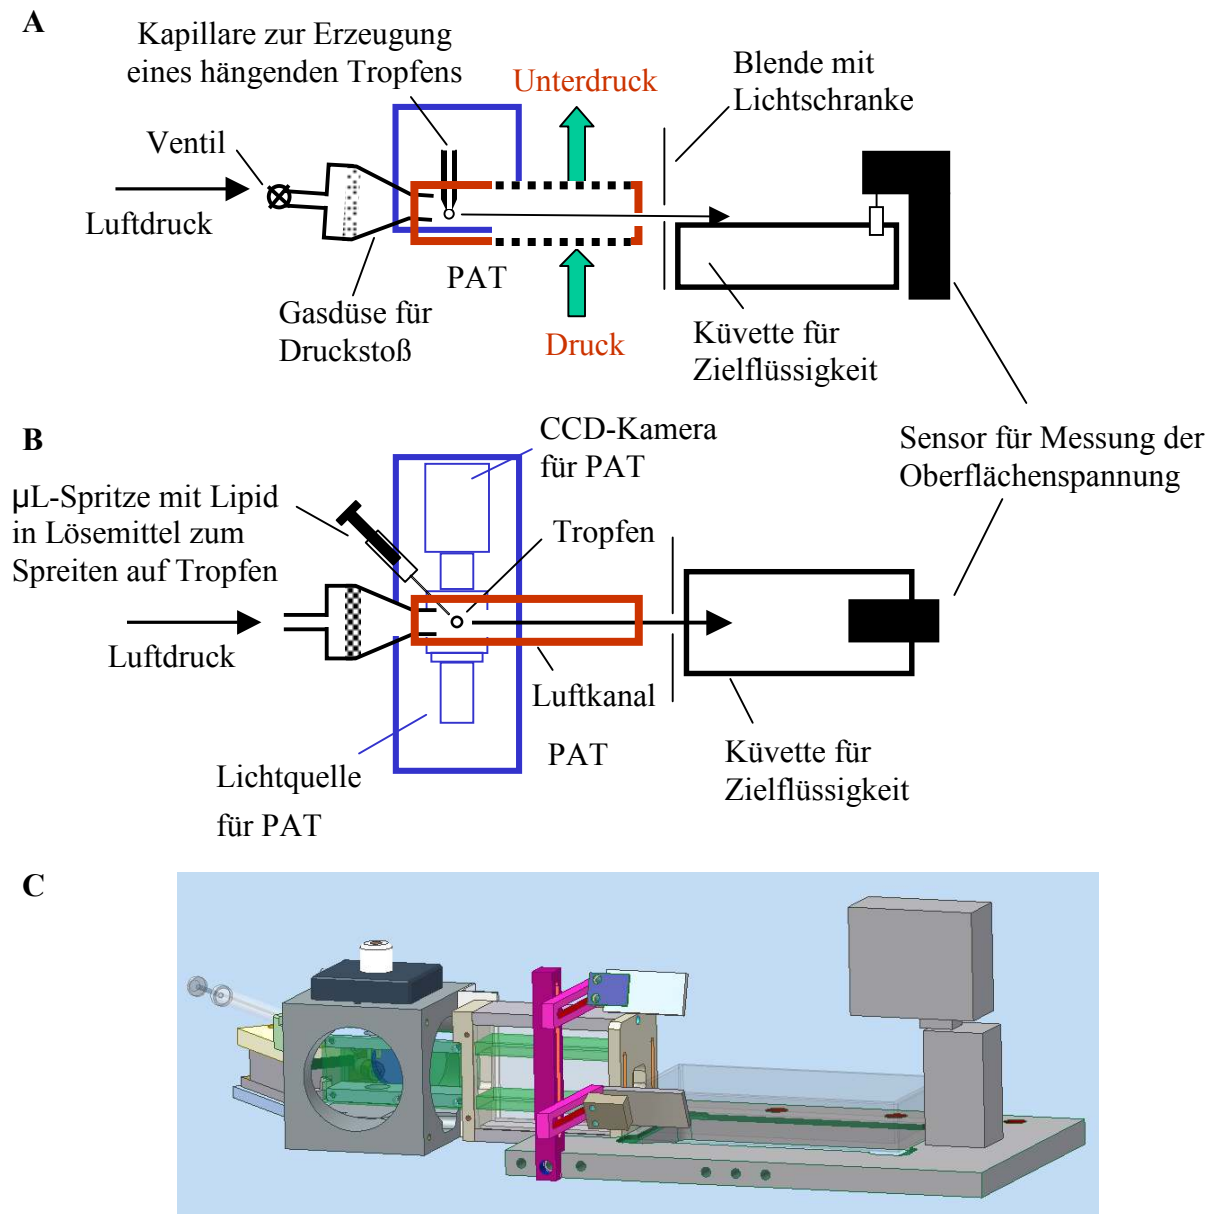 A
Kapillare zur Erzeugung
eines hängenden Tropfens
Unterdruck
Blende mit
Lichtschranke
Ventil
Luftdruck
PAT
Gasdüse für
Druckstoß
Druck
Küvette für
Zielflüssigkeit
B
CCD-Kamera
für PAT
Sensor für Messung der
Oberflächenspannung
µL-Spritze mit Lipid
in Lösemittel zum
Spreiten auf Tropfen
Tropfen
Luftdruck
Luftkanal
PAT
Küvette für
Zielflüssigkeit
Lichtquelle
für PAT
C